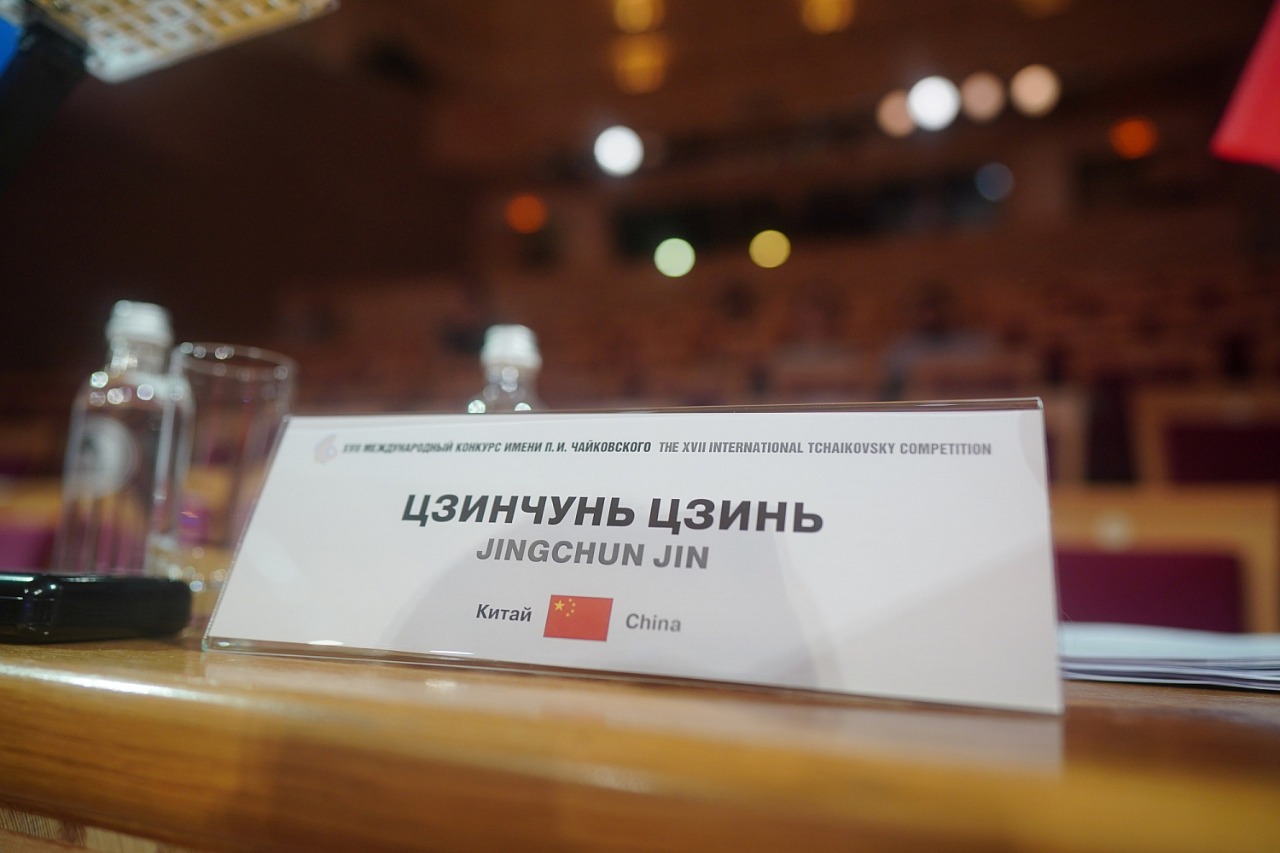 XVII МЕЖДУНАРОДНЫЙ КОНКУРС ИМЕНИ П. И. ЧАЙКОВСКОГО THE XVII INTERNATIONAL TCHAIKOVSKY COMPETITION
ЦЗИНЧУНЬ ЦЗИНЬ
JINGCHUN JIN
Китай China